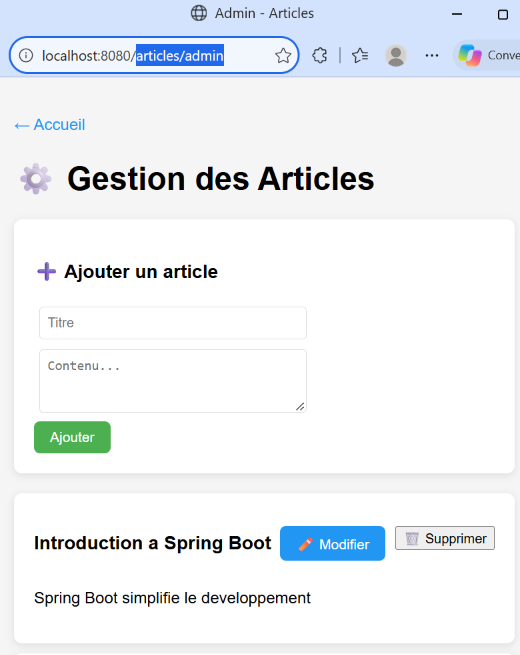 Admin - Articles
localhost:8080/articles/admin
Conve
← Accueil
Gestion des Articles
Ajouter un article
Titre
Contenu...
Ajouter
Introduction a Spring Boot
Modifier
Supprimer
Spring Boot simplifie le developpement